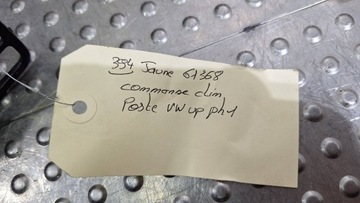 354 Jaune 61368
commande clim
Poste VW up ph1